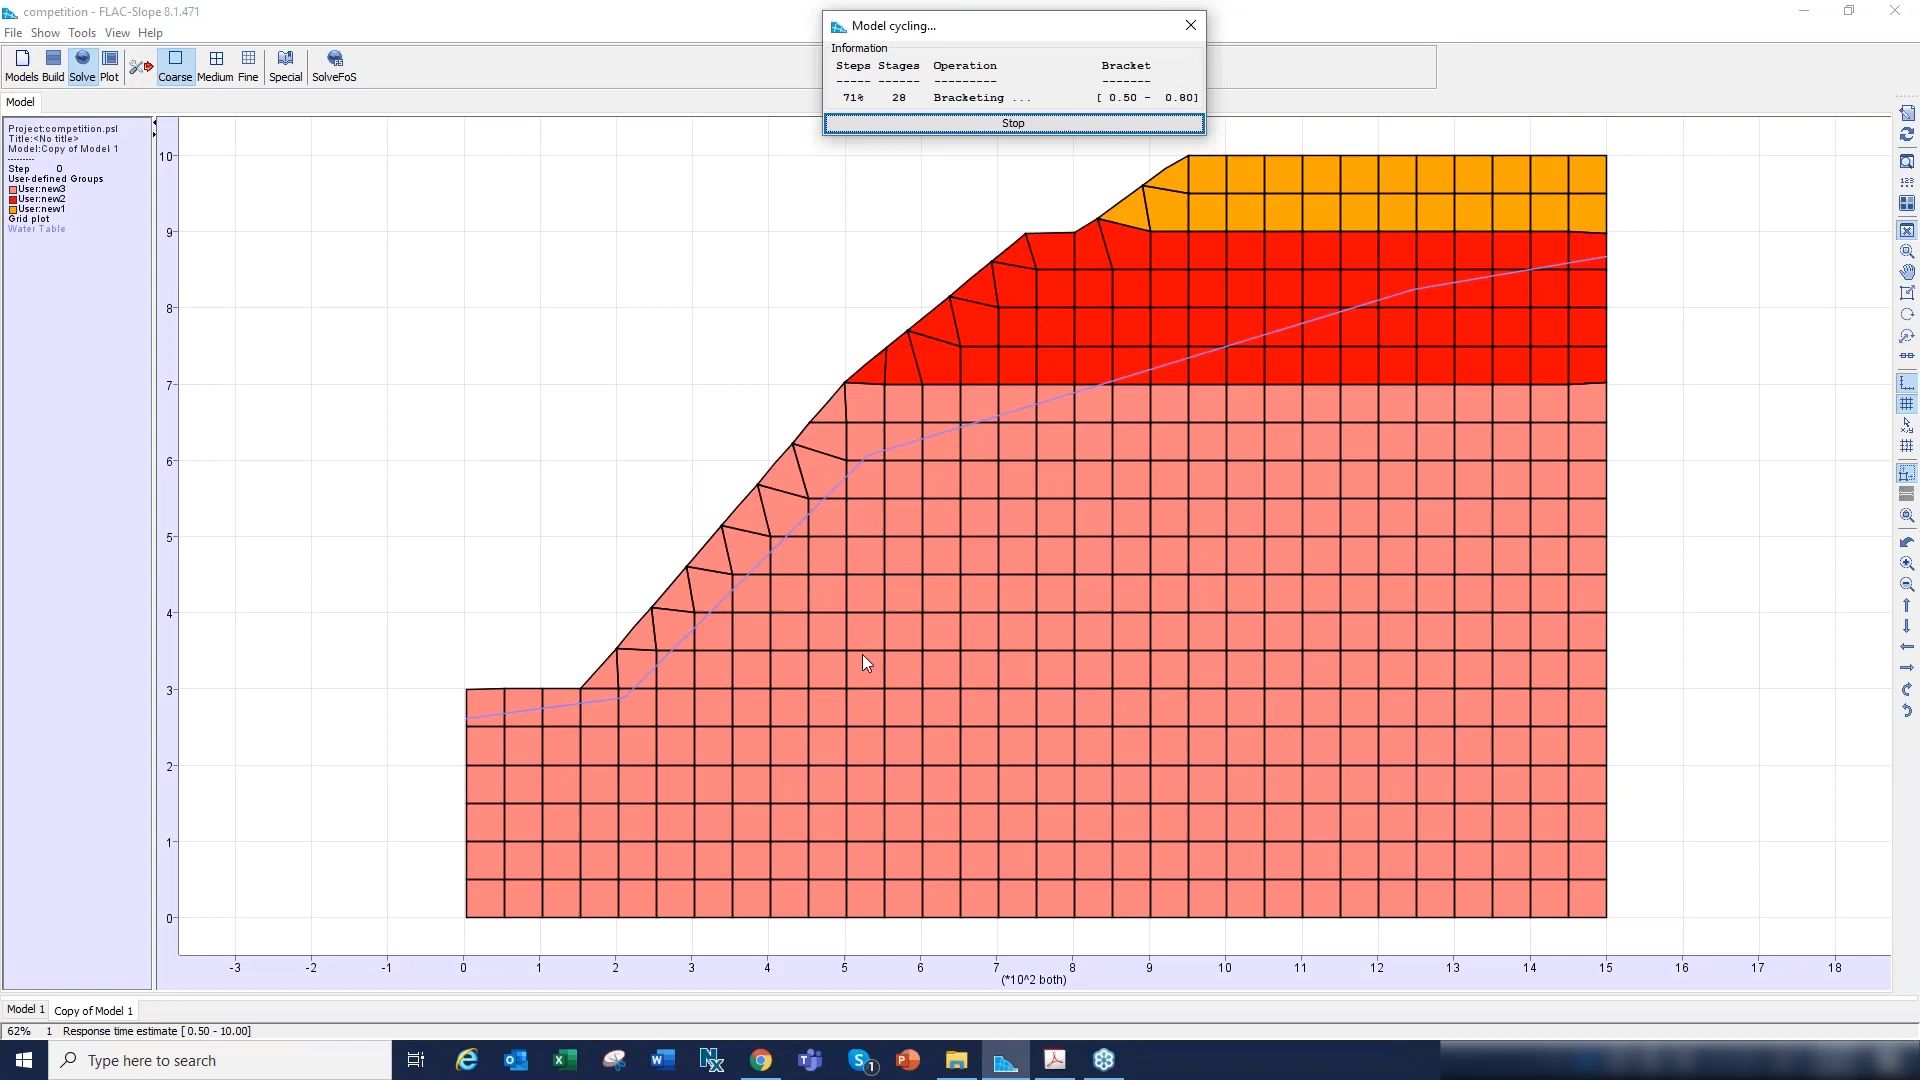 competition - FLAC-Slope 8.1.471
File Show Tools View Help
Models Build Solve Plot Coarse Medium Fine Special SolveFoS
Model cycling...
Information
Steps Stages Operation Bracket
----- ------ --------- -------
71% 28 Bracketing ... [ 0.50 - 0.80]
Stop
Model
Project:competition.psl
Title:<No title>
Model:Copy of Model 1
---------
Step 0
User-defined Groups
User:new3
User:new2
User:new1
Grid plot
Water Table
10
9
8
7
6
5
4
3
2
1
0
-3 -2 -1 0 1 2 3 4 5 6 7 8 9 10 11 12 13 14 15 16 17 18
(*10^2 both)
Model 1 Copy of Model 1
62% 1 Response time estimate [ 0.50 - 10.00]
Type here to search